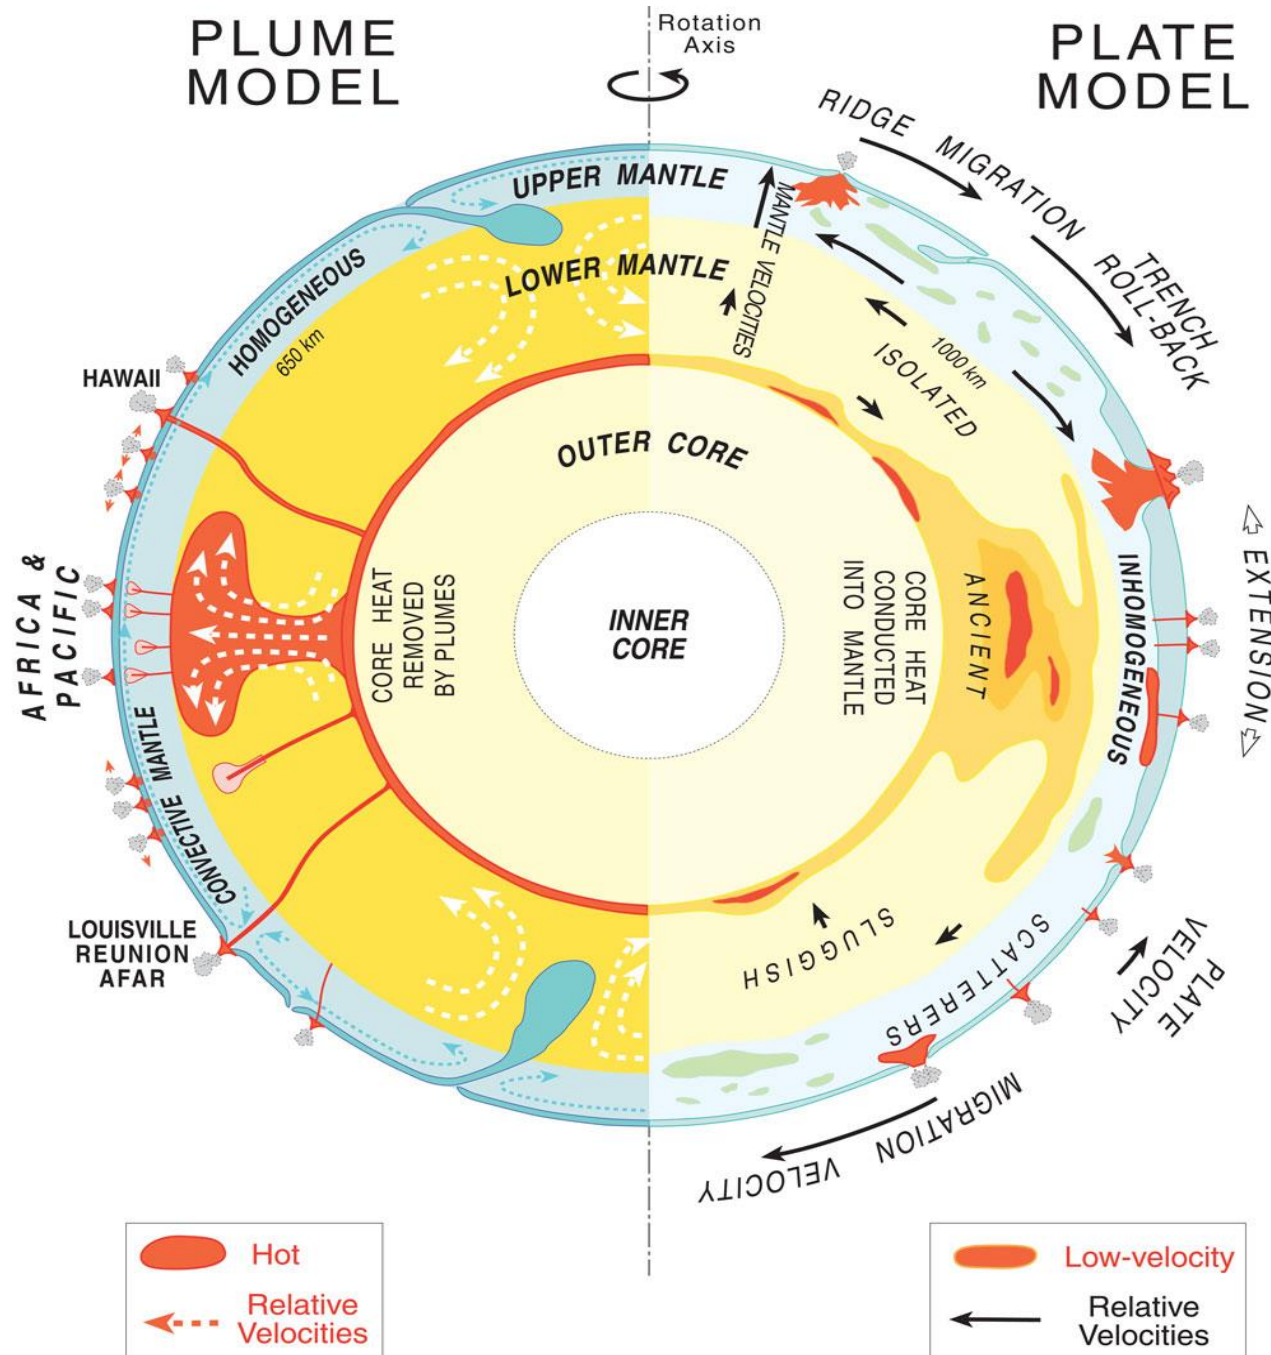 PLUME
MODEL
Rotation
Axis
PLATE
MODEL
RIDGE MIGRATION
TRENCH
ROLL-BACK
UPPER MANTLE
LOWER MANTLE
MANTLE VELOCITIES
HOMOGENEOUS
650 km
1000 km
ISOLATED
HAWAII
OUTER CORE
AFRICA &
PACIFIC
CORE HEAT
REMOVED
BY PLUMES
INNER
CORE
CORE HEAT
CONDUCTED
INTO MANTLE
ANCIENT
INHOMOGENEOUS
EXTENSION
CONVECTIVE MANTLE
LOUISVILLE
REUNION
AFAR
SLUGGISH
SCATTERERS
PLATE
VELOCITY
MIGRATION VELOCITY
Hot
Relative
Velocities
Low-velocity
Relative
Velocities